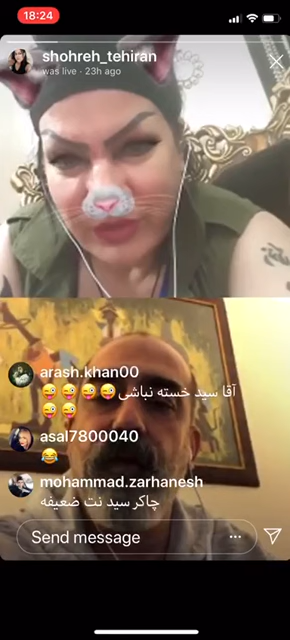 18:24
shohreh_tehiran
was live · 23h ago
arash.khan00
آقا سید خسته نباشی😜😜😜😜
😜😜
asal7800040
😂
mohammad.zarhanesh
چاکر سید نت ضعیفه
Send message